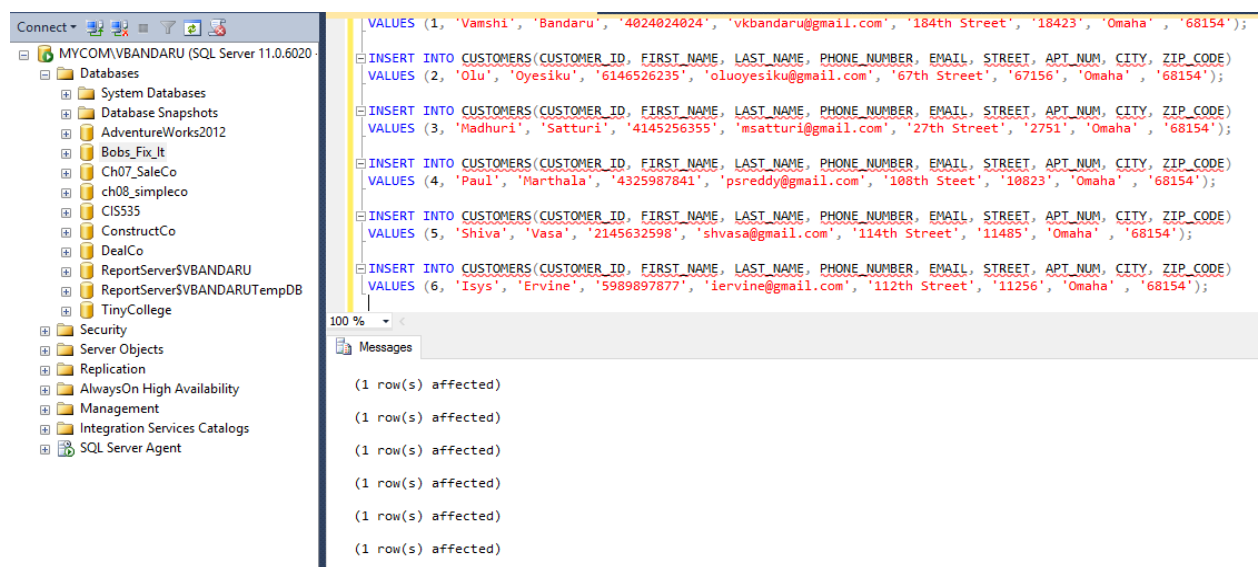 Connect
MYCOM\VBANDARU (SQL Server 11.0.6020 -
Databases
System Databases
Database Snapshots
AdventureWorks2012
Bobs_Fix_It
Ch07_SaleCo
ch08_simpleco
CIS535
ConstructCo
DealCo
ReportServer$VBANDARU
ReportServer$VBANDARUTempDB
TinyCollege
Security
Server Objects
Replication
AlwaysOn High Availability
Management
Integration Services Catalogs
SQL Server Agent
VALUES (1, 'Vamshi', 'Bandaru', '4024024024', 'vkbandaru@gmail.com', '184th Street', '18423', 'Omaha' , '68154');
INSERT INTO CUSTOMERS(CUSTOMER_ID, FIRST_NAME, LAST_NAME, PHONE_NUMBER, EMAIL, STREET, APT_NUM, CITY, ZIP_CODE)
VALUES (2, 'Olu', 'Oyesiku', '6146526235', 'oluoyesiku@gmail.com', '67th Street', '67156', 'Omaha' , '68154');
INSERT INTO CUSTOMERS(CUSTOMER_ID, FIRST_NAME, LAST_NAME, PHONE_NUMBER, EMAIL, STREET, APT_NUM, CITY, ZIP_CODE)
VALUES (3, 'Madhuri', 'Satturi', '4145256355', 'msatturi@gmail.com', '27th Street', '2751', 'Omaha' , '68154');
INSERT INTO CUSTOMERS(CUSTOMER_ID, FIRST_NAME, LAST_NAME, PHONE_NUMBER, EMAIL, STREET, APT_NUM, CITY, ZIP_CODE)
VALUES (4, 'Paul', 'Marthala', '4325987841', 'psreddy@gmail.com', '108th Steet', '10823', 'Omaha' , '68154');
INSERT INTO CUSTOMERS(CUSTOMER_ID, FIRST_NAME, LAST_NAME, PHONE_NUMBER, EMAIL, STREET, APT_NUM, CITY, ZIP_CODE)
VALUES (5, 'Shiva', 'Vasa', '2145632598', 'shvasa@gmail.com', '114th Street', '11485', 'Omaha' , '68154');
INSERT INTO CUSTOMERS(CUSTOMER_ID, FIRST_NAME, LAST_NAME, PHONE_NUMBER, EMAIL, STREET, APT_NUM, CITY, ZIP_CODE)
VALUES (6, 'Isys', 'Ervine', '5989897877', 'iervine@gmail.com', '112th Street', '11256', 'Omaha' , '68154');
100 %
Messages
(1 row(s) affected)
(1 row(s) affected)
(1 row(s) affected)
(1 row(s) affected)
(1 row(s) affected)
(1 row(s) affected)